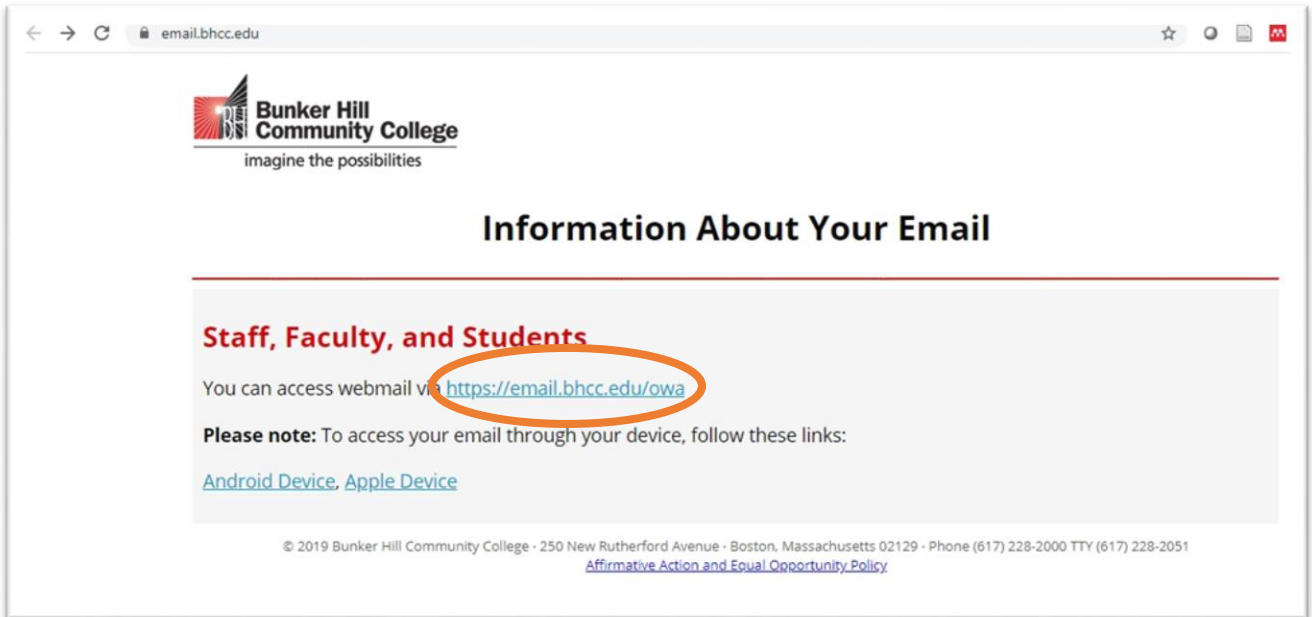 email.bhcc.edu
BH
Bunker Hill
Community College
imagine the possibilities
Information About Your Email
Staff, Faculty, and Students
You can access webmail via https://email.bhcc.edu/owa
Please note: To access your email through your device, follow these links:
Android Device, Apple Device
© 2019 Bunker Hill Community College · 250 New Rutherford Avenue · Boston, Massachusetts 02129 · Phone (617) 228-2000 TTY (617) 228-2051
Affirmative Action and Equal Opportunity Policy